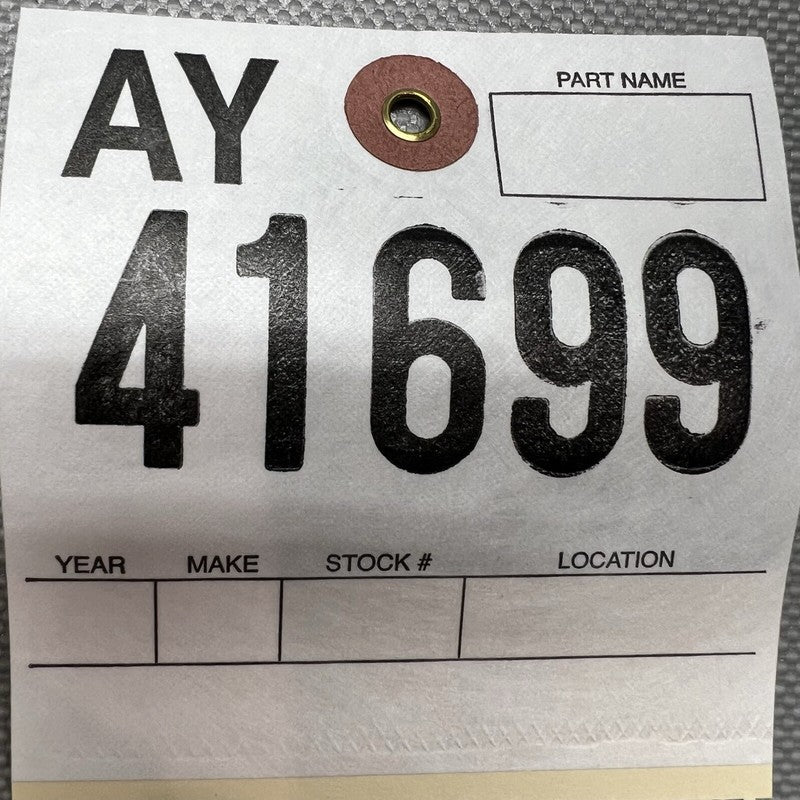 AY
PART NAME
41699
YEAR MAKE STOCK # LOCATION